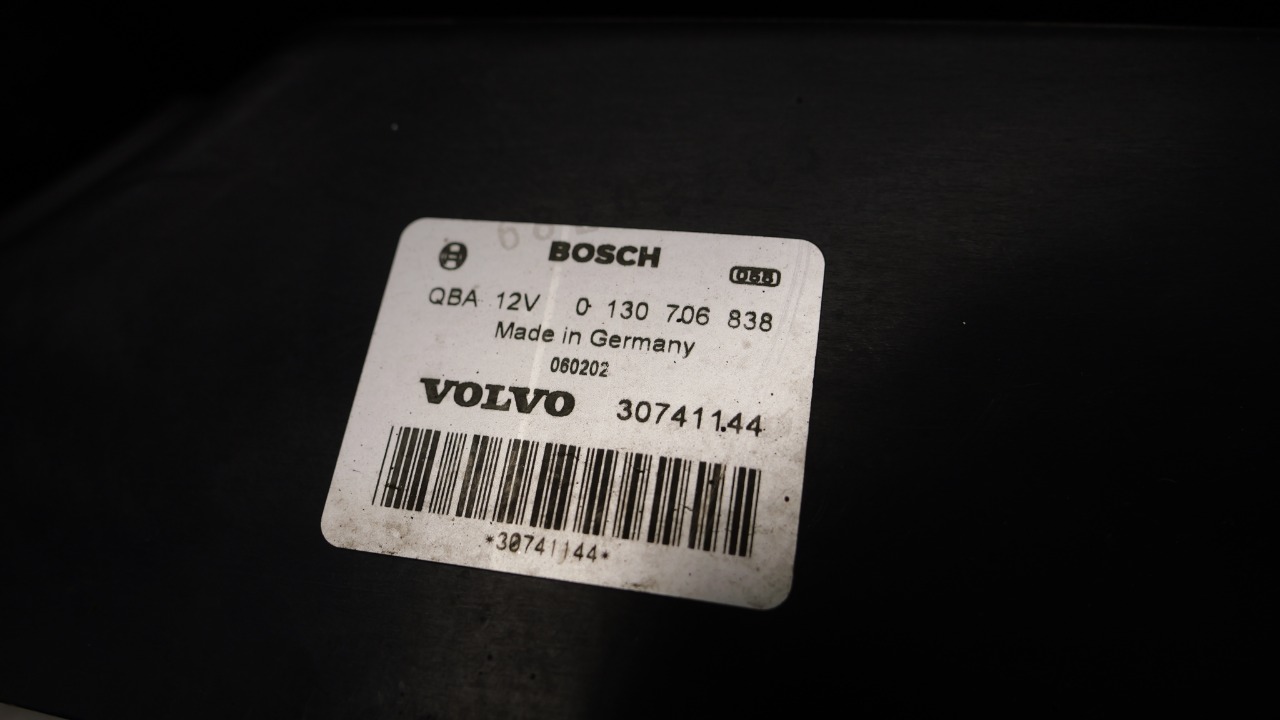 BOSCH
QBA 12V 0 130 706 838
Made in Germany
060202
VOLVO 30741144
*30741144*